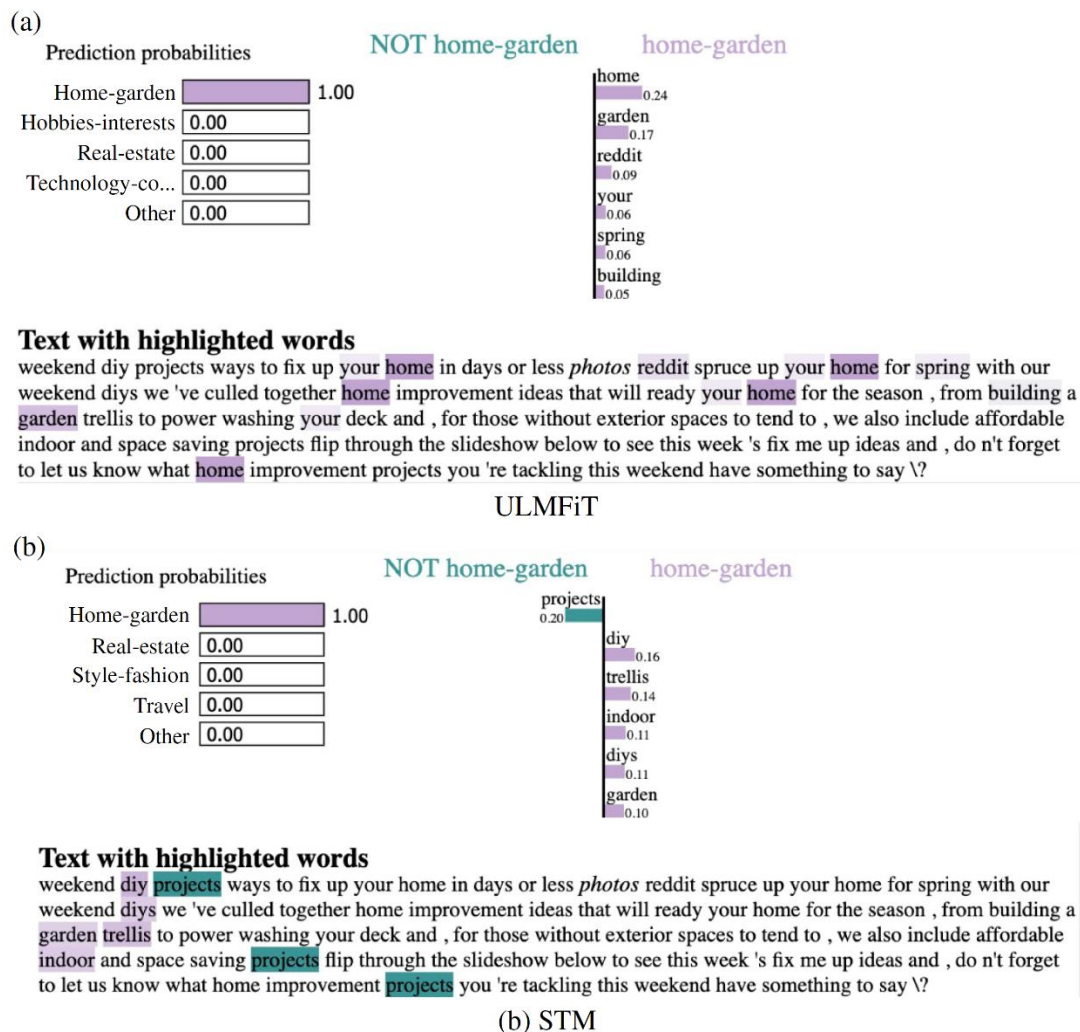 (a)
Prediction probabilities
NOT home-garden home-garden
Home-garden 1.00
Hobbies-interests 0.00
Real-estate 0.00
Technology-co... 0.00
Other 0.00
home
0.24
garden
0.17
reddit
0.09
your
0.06
spring
0.06
building
0.05
Text with highlighted words
weekend diy projects ways to fix up your home in days or less photos reddit spruce up your home for spring with our
weekend diys we 've culled together home improvement ideas that will ready your home for the season , from building a
garden trellis to power washing your deck and , for those without exterior spaces to tend to , we also include affordable
indoor and space saving projects flip through the slideshow below to see this week 's fix me up ideas and , do n't forget
to let us know what home improvement projects you 're tackling this weekend have something to say \?
ULMFiT
(b)
Prediction probabilities
NOT home-garden home-garden
Home-garden 1.00
Real-estate 0.00
Style-fashion 0.00
Travel 0.00
Other 0.00
projects
0.20
diy
0.16
trellis
0.14
indoor
0.11
diys
0.11
garden
0.10
Text with highlighted words
weekend diy projects ways to fix up your home in days or less photos reddit spruce up your home for spring with our
weekend diys we 've culled together home improvement ideas that will ready your home for the season , from building a
garden trellis to power washing your deck and , for those without exterior spaces to tend to , we also include affordable
indoor and space saving projects flip through the slideshow below to see this week 's fix me up ideas and , do n't forget
to let us know what home improvement projects you 're tackling this weekend have something to say \?
(b) STM